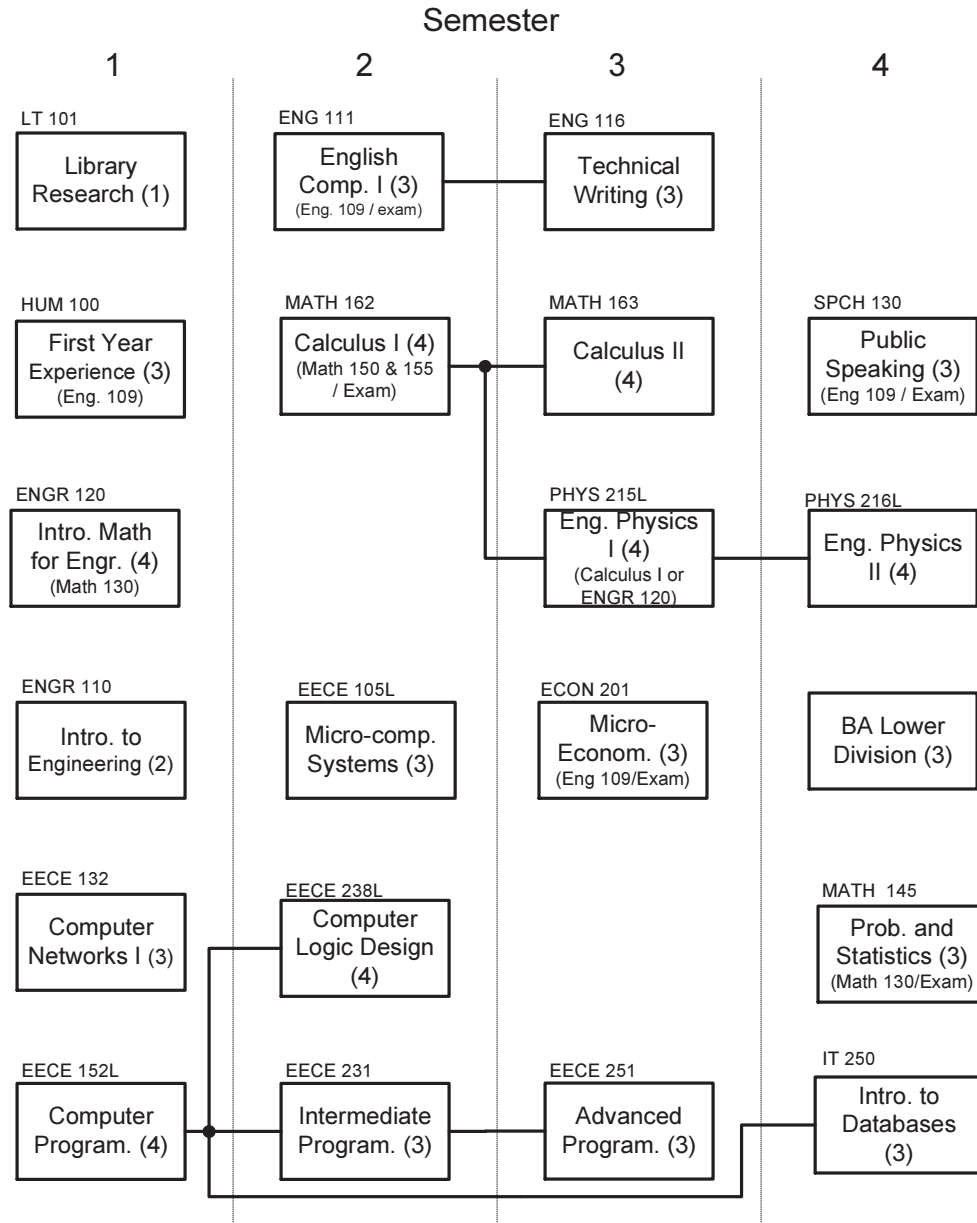 Semester
1
2
3
4
LT 101
Library
Research (1)
ENG 111
English
Comp. I (3)
(Eng. 109 / exam)
ENG 116
Technical
Writing (3)
HUM 100
First Year
Experience (3)
(Eng. 109)
MATH 162
Calculus I (4)
(Math 150 & 155
/ Exam)
MATH 163
Calculus II
(4)
SPCH 130
Public
Speaking (3)
(Eng 109 / Exam)
ENGR 120
Intro. Math
for Engr. (4)
(Math 130)
PHYS 215L
Eng. Physics
I (4)
(Calculus I or
ENGR 120)
PHYS 216L
Eng. Physics
II (4)
ENGR 110
Intro. to
Engineering (2)
EECE 105L
Micro-comp.
Systems (3)
ECON 201
Micro-
Econom. (3)
(Eng 109/Exam)
BA Lower
Division (3)
EECE 132
Computer
Networks I (3)
EECE 238L
Computer
Logic Design
(4)
MATH 145
Prob. and
Statistics (3)
(Math 130/Exam)
EECE 152L
Computer
Program. (4)
EECE 231
Intermediate
Program. (3)
EECE 251
Advanced
Program. (3)
IT 250
Intro. to
Databases
(3)